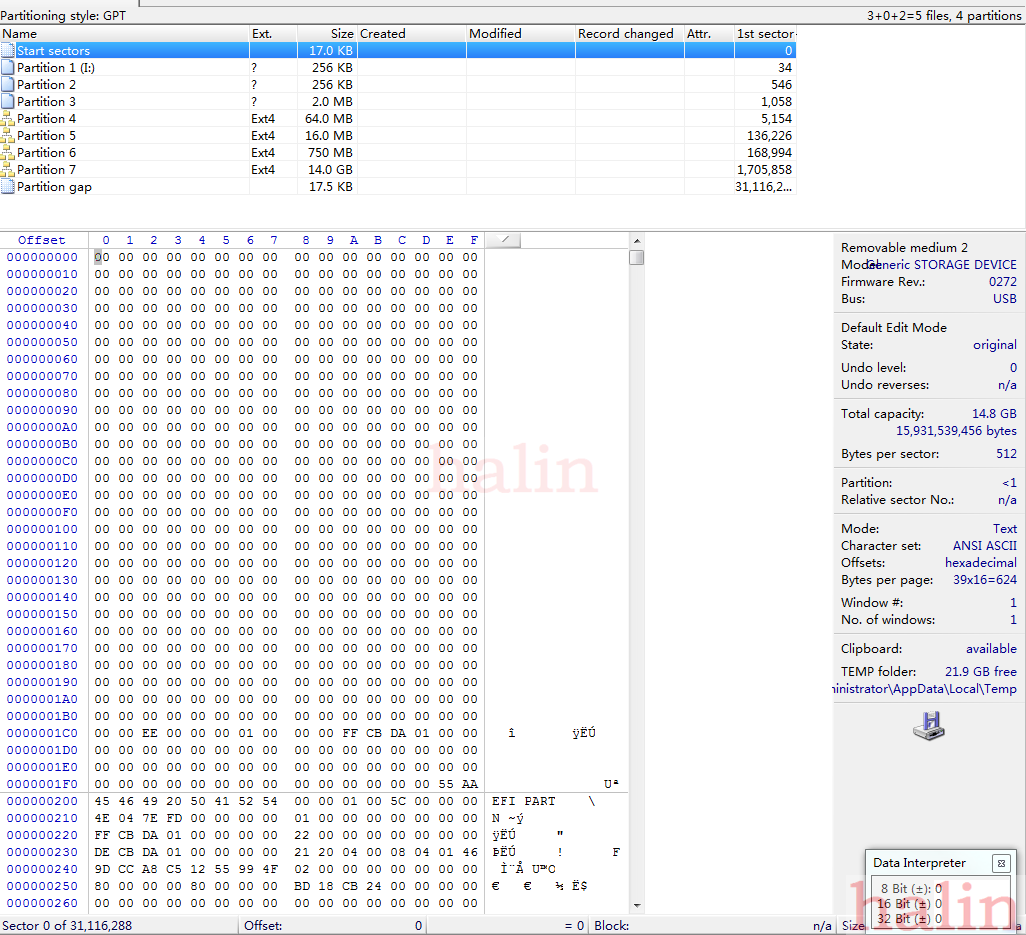 Partitioning style: GPT 3+0+2=5 files, 4 partitions
Name Ext. Size Created Modified Record changed Attr. 1st sector
Start sectors 17.0 KB 0
Partition 1 (I:) ? 256 KB 34
Partition 2 ? 256 KB 546
Partition 3 ? 2.0 MB 1,058
Partition 4 Ext4 64.0 MB 5,154
Partition 5 Ext4 16.0 MB 136,226
Partition 6 Ext4 750 MB 168,994
Partition 7 Ext4 14.0 GB 1,705,858
Partition gap 17.5 KB 31,116,2...
Offset 0 1 2 3 4 5 6 7 8 9 A B C D E F
000000000 00 00 00 00 00 00 00 00 00 00 00 00 00 00 00 00
000000010 00 00 00 00 00 00 00 00 00 00 00 00 00 00 00 00
000000020 00 00 00 00 00 00 00 00 00 00 00 00 00 00 00 00
000000030 00 00 00 00 00 00 00 00 00 00 00 00 00 00 00 00
000000040 00 00 00 00 00 00 00 00 00 00 00 00 00 00 00 00
000000050 00 00 00 00 00 00 00 00 00 00 00 00 00 00 00 00
000000060 00 00 00 00 00 00 00 00 00 00 00 00 00 00 00 00
000000070 00 00 00 00 00 00 00 00 00 00 00 00 00 00 00 00
000000080 00 00 00 00 00 00 00 00 00 00 00 00 00 00 00 00
000000090 00 00 00 00 00 00 00 00 00 00 00 00 00 00 00 00
0000000A0 00 00 00 00 00 00 00 00 00 00 00 00 00 00 00 00
0000000B0 00 00 00 00 00 00 00 00 00 00 00 00 00 00 00 00
0000000C0 00 00 00 00 00 00 00 00 00 00 00 00 00 00 00 00
0000000D0 00 00 00 00 00 00 00 00 00 00 00 00 00 00 00 00
0000000E0 00 00 00 00 00 00 00 00 00 00 00 00 00 00 00 00
0000000F0 00 00 00 00 00 00 00 00 00 00 00 00 00 00 00 00
000000100 00 00 00 00 00 00 00 00 00 00 00 00 00 00 00 00
000000110 00 00 00 00 00 00 00 00 00 00 00 00 00 00 00 00
000000120 00 00 00 00 00 00 00 00 00 00 00 00 00 00 00 00
000000130 00 00 00 00 00 00 00 00 00 00 00 00 00 00 00 00
000000140 00 00 00 00 00 00 00 00 00 00 00 00 00 00 00 00
000000150 00 00 00 00 00 00 00 00 00 00 00 00 00 00 00 00
000000160 00 00 00 00 00 00 00 00 00 00 00 00 00 00 00 00
000000170 00 00 00 00 00 00 00 00 00 00 00 00 00 00 00 00
000000180 00 00 00 00 00 00 00 00 00 00 00 00 00 00 00 00
000000190 00 00 00 00 00 00 00 00 00 00 00 00 00 00 00 00
0000001A0 00 00 00 00 00 00 00 00 00 00 00 00 00 00 00 00
0000001B0 00 00 00 00 00 00 00 00 00 00 00 00 00 00 00 00
0000001C0 00 00 EE 00 00 00 01 00 00 00 FF CB DA 01 00 00 î ÿËÚ
0000001D0 00 00 00 00 00 00 00 00 00 00 00 00 00 00 00 00
0000001E0 00 00 00 00 00 00 00 00 00 00 00 00 00 00 00 00
0000001F0 00 00 00 00 00 00 00 00 00 00 00 00 00 00 55 AA Uª
000000200 45 46 49 20 50 41 52 54 00 00 01 00 5C 00 00 00 EFI PART \
000000210 4E 04 7E FD 00 00 00 00 01 00 00 00 00 00 00 00 N ~ý
000000220 FF CB DA 01 00 00 00 00 22 00 00 00 00 00 00 00 ÿËÚ "
000000230 DE CB DA 01 00 00 00 00 21 20 04 00 08 04 01 46 ÞËÚ ! F
000000240 9D CC A8 C5 12 55 99 4F 02 00 00 00 00 00 00 00 Ì¨Å U™O
000000250 80 00 00 00 80 00 00 00 BD 18 CB 24 00 00 00 00 € € ½ Ë$
000000260 00 00 00 00 00 00 00 00 00 00 00 00 00 00 00 00
Removable medium 2
Model: Generic STORAGE DEVICE
Firmware Rev.: 0272
Bus: USB
Default Edit Mode
State: original
Undo level: 0
Undo reverses: n/a
Total capacity: 14.8 GB
15,931,539,456 bytes
Bytes per sector: 512
Partition: <1
Relative sector No.: n/a
Mode: Text
Character set: ANSI ASCII
Offsets: hexadecimal
Bytes per page: 39x16=624
Window #: 1
No. of windows: 1
Clipboard: available
TEMP folder: 21.9 GB free
ministrator\AppData\Local\Temp
halin
Data Interpreter
8 Bit (±): 0
16 Bit (±) 0
32 Bit (±) 0
halin
Sector 0 of 31,116,288 Offset: 0 = 0 Block: n/a Size